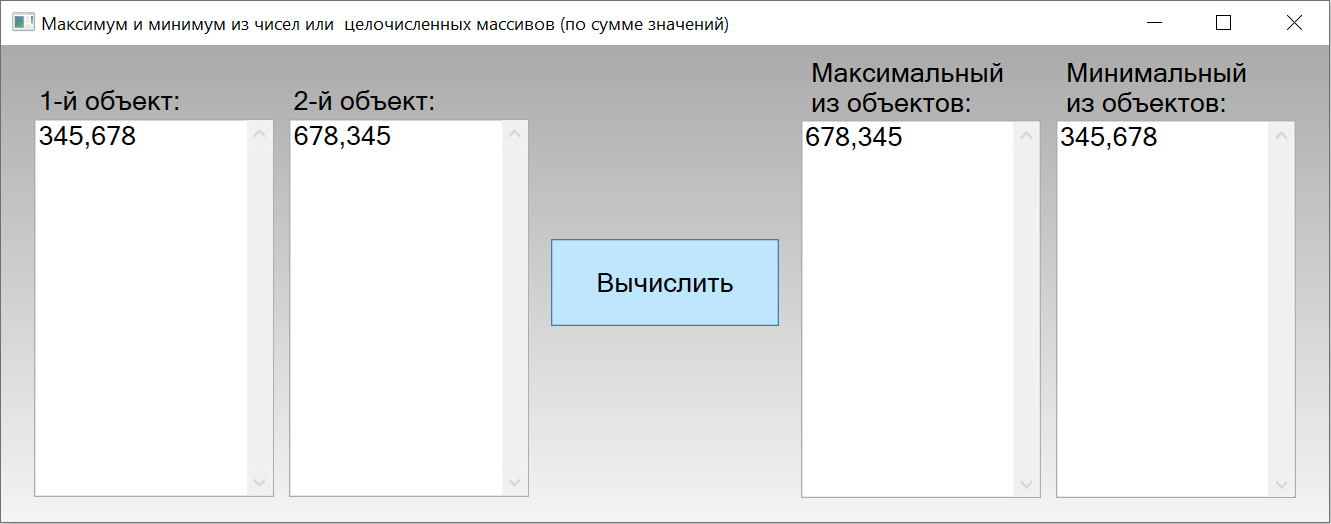 Максимум и минимум из чисел или  целочисленных массивов (по сумме значений)
1-й объект:
2-й объект:
Максимальный
из объектов:
Минимальный
из объектов:
345,678
678,345
678,345
345,678
Вычислить